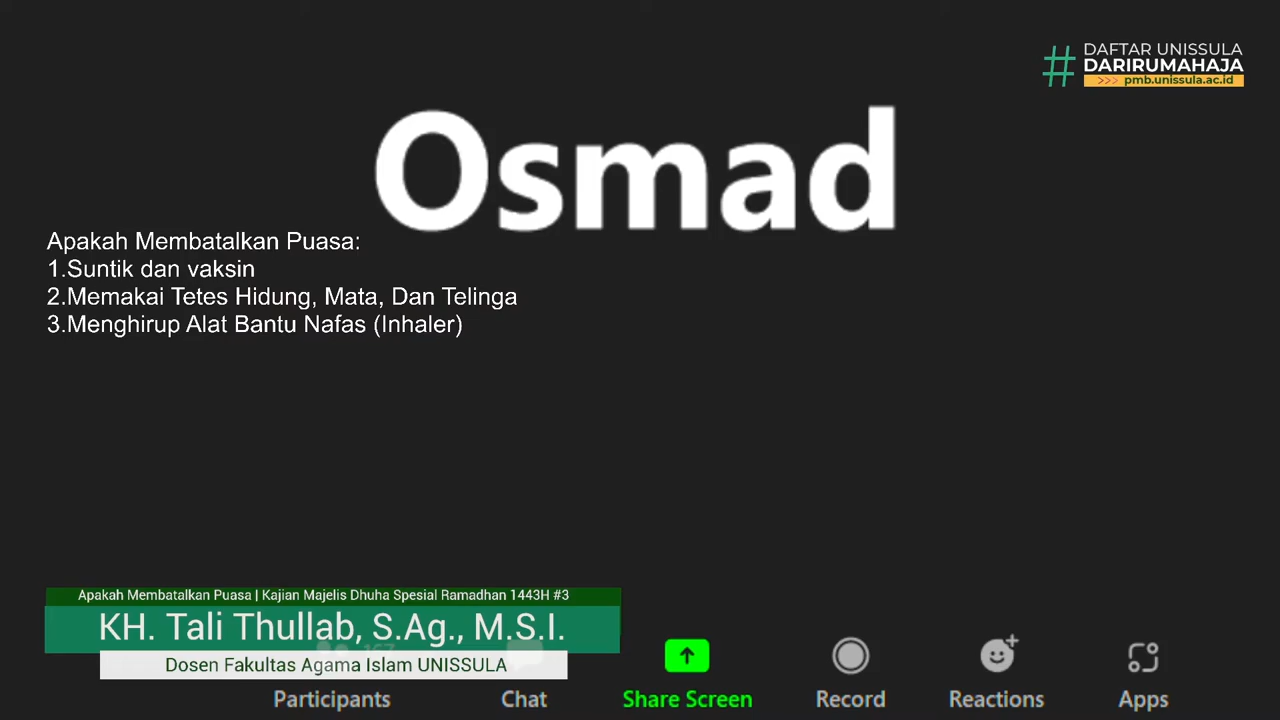 DAFTAR UNISSULA
# DARIRUMAHAJA
>>> pmb.unissula.ac.id
Osmad
Apakah Membatalkan Puasa:
1.Suntik dan vaksin
2.Memakai Tetes Hidung, Mata, Dan Telinga
3.Menghirup Alat Bantu Nafas (Inhaler)
Apakah Membatalkan Puasa | Kajian Majelis Dhuha Spesial Ramadhan 1443H #3
KH. Tali Thullab, S.Ag., M.S.I.
Dosen Fakultas Agama Islam UNISSULA
Participants
Chat
Share Screen
Record
Reactions
Apps